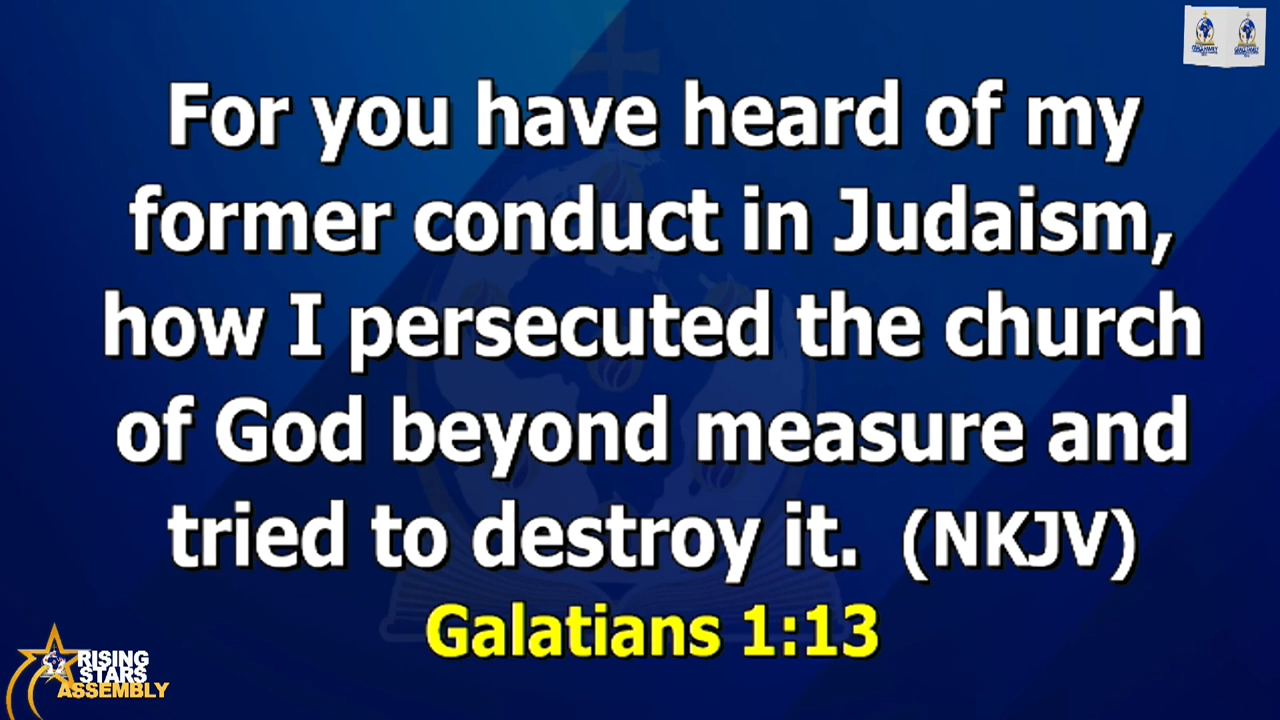 For you have heard of my
former conduct in Judaism,
how I persecuted the church
of God beyond measure and
tried to destroy it. (NKJV)
Galatians 1:13
RISING
STARS
ASSEMBLY